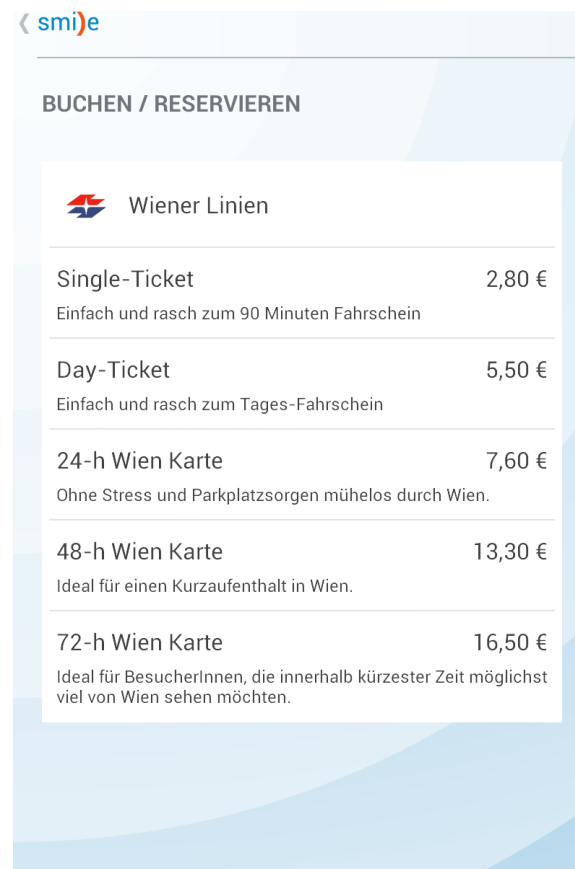 smile
BUCHEN / RESERVIEREN
Wiener Linien
Single-Ticket 2,80 €
Einfach und rasch zum 90 Minuten Fahrschein
Day-Ticket 5,50 €
Einfach und rasch zum Tages-Fahrschein
24-h Wien Karte 7,60 €
Ohne Stress und Parkplatzsorgen mühelos durch Wien.
48-h Wien Karte 13,30 €
Ideal für einen Kurzaufenthalt in Wien.
72-h Wien Karte 16,50 €
Ideal für BesucherInnen, die innerhalb kürzester Zeit möglichst
viel von Wien sehen möchten.